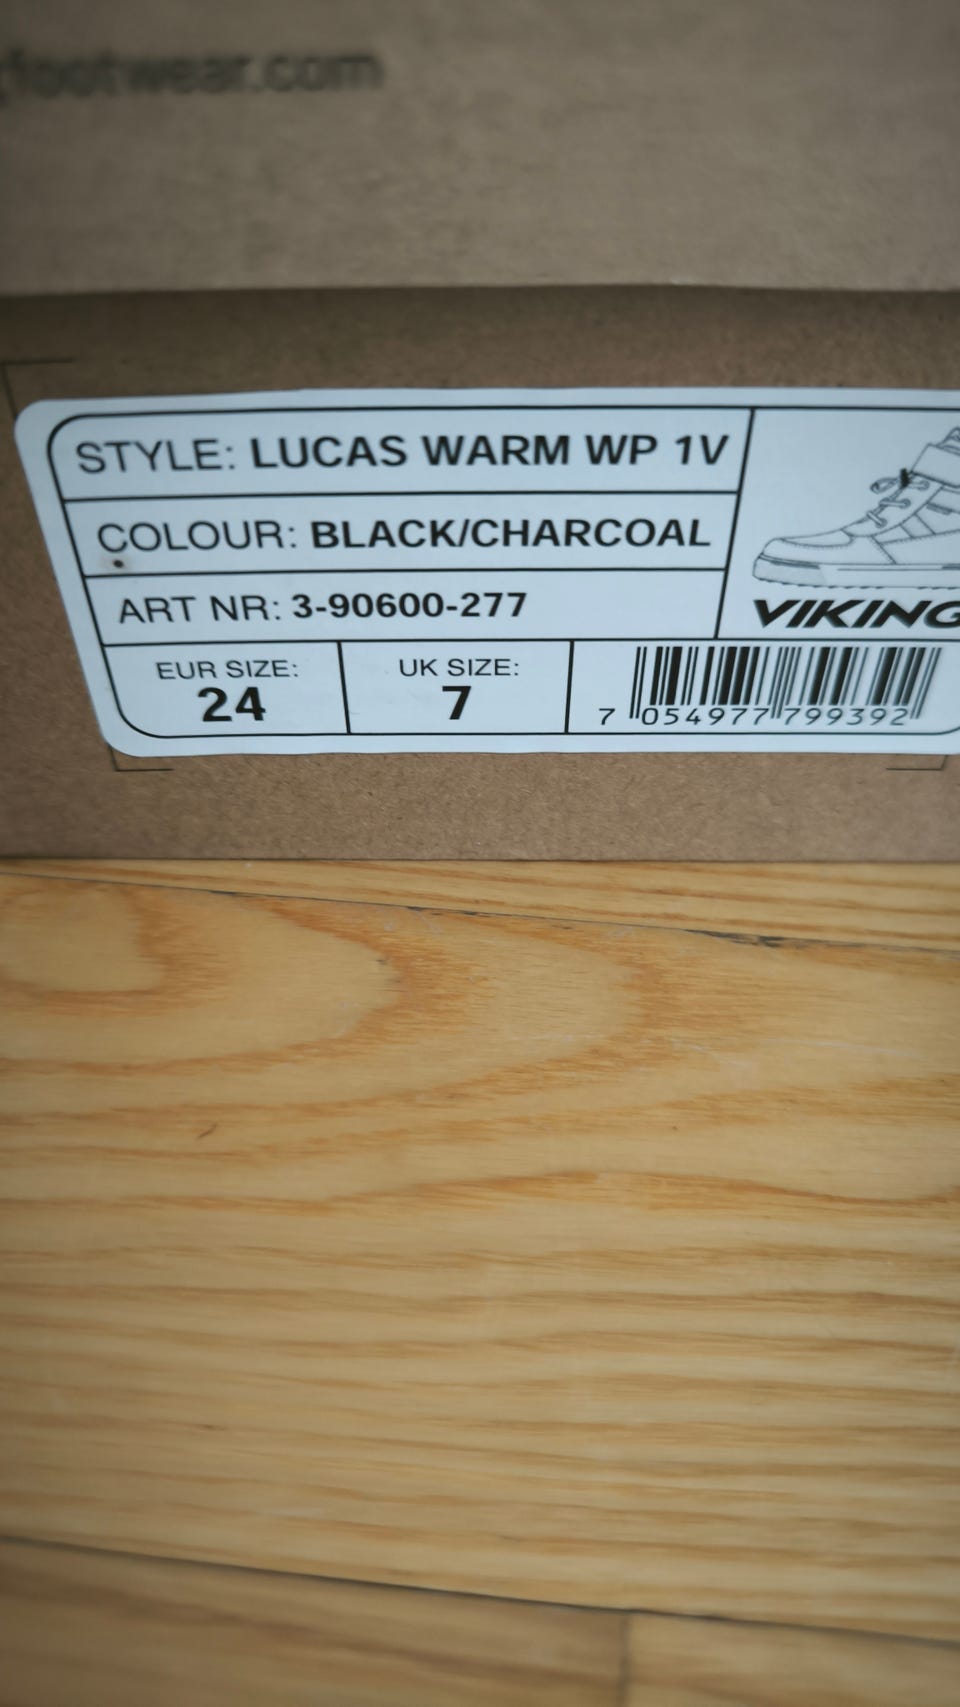 footwear.com
STYLE: LUCAS WARM WP 1V
COLOUR: BLACK/CHARCOAL
ART NR: 3-90600-277
VIKING
EUR SIZE:
24
UK SIZE:
7
7 054977 799392